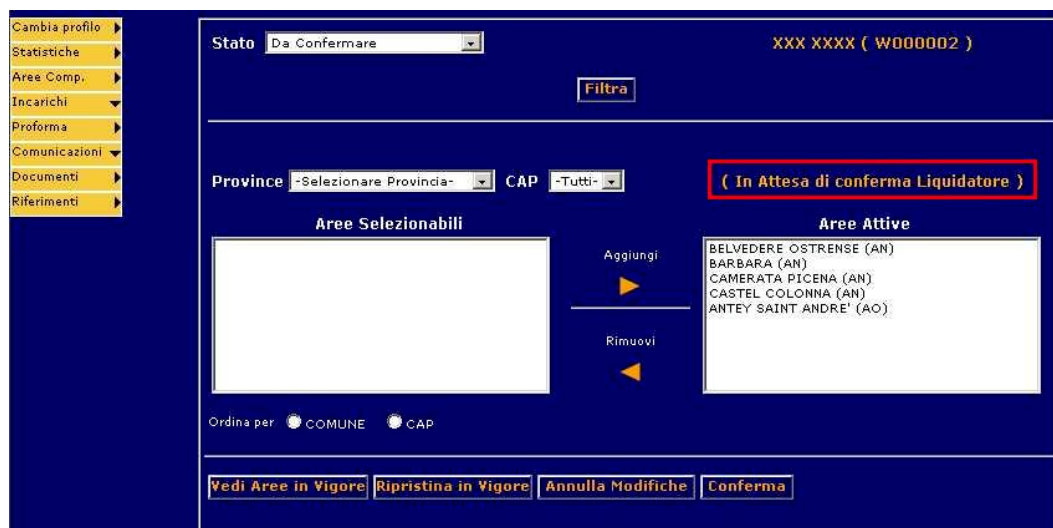 Cambia profilo
Statistiche
Aree Comp.
Incarichi
Proforma
Comunicazioni
Documenti
Riferimenti
Stato Da Confermare XXX XXXX ( W000002 )
Filtra
Province -Selezionare Provincia- CAP -Tutti- ( In Attesa di conferma Liquidatore )
Aree Selezionabili Aree Attive
Aggiungi
Rimuovi
BELVEDERE OSTRENSE (AN)
BARBARA (AN)
CAMERATA PICENA (AN)
CASTEL COLONNA (AN)
ANTEY SAINT ANDRE' (AO)
Ordina per COMUNE CAP
Vedi Aree in Vigore Ripristina in Vigore Annulla Modifiche Conferma